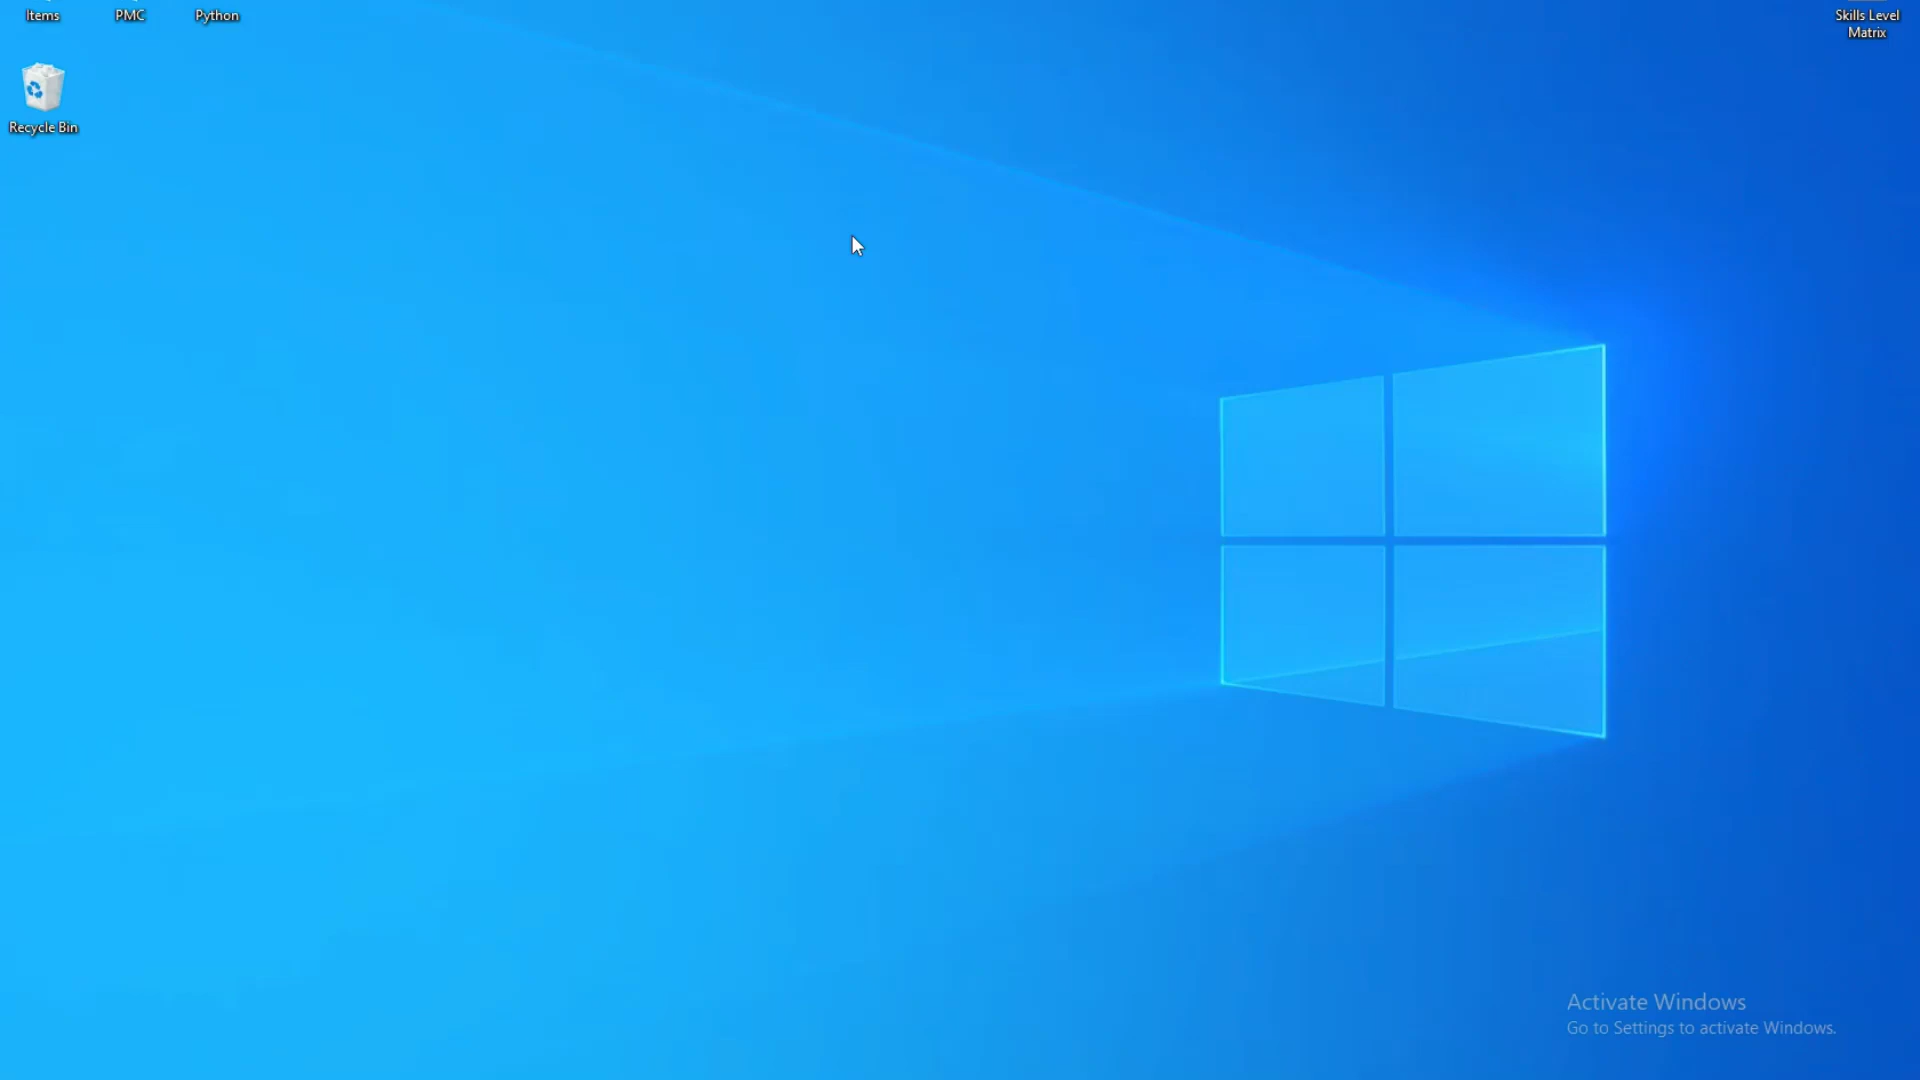 Items
PMC
Python
Skills Level
Matrix
Recycle Bin
Activate Windows
Go to Settings to activate Windows.